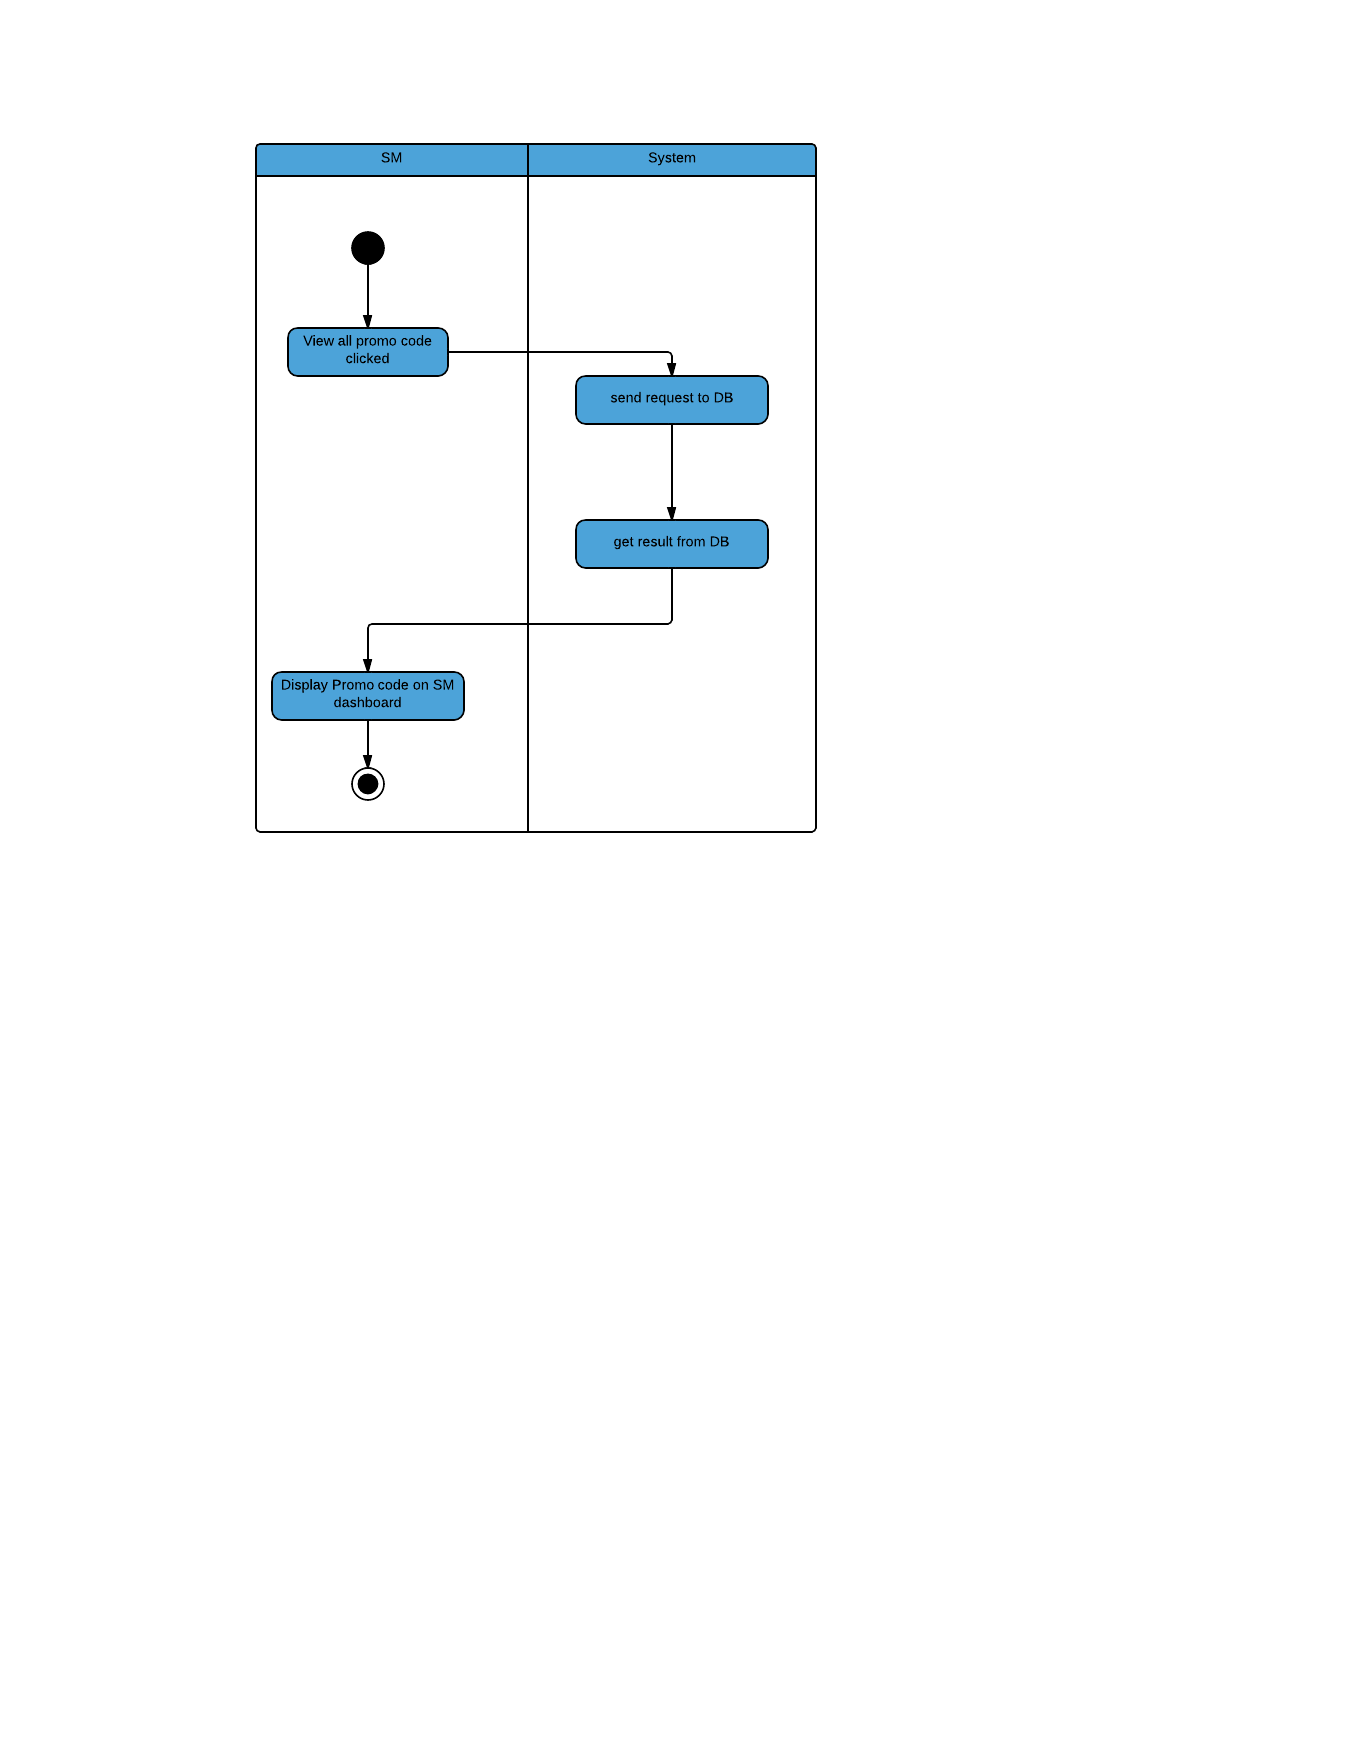 SM
System
View all promo code
clicked
send request to DB
get result from DB
Display Promo code on SM
dashboard